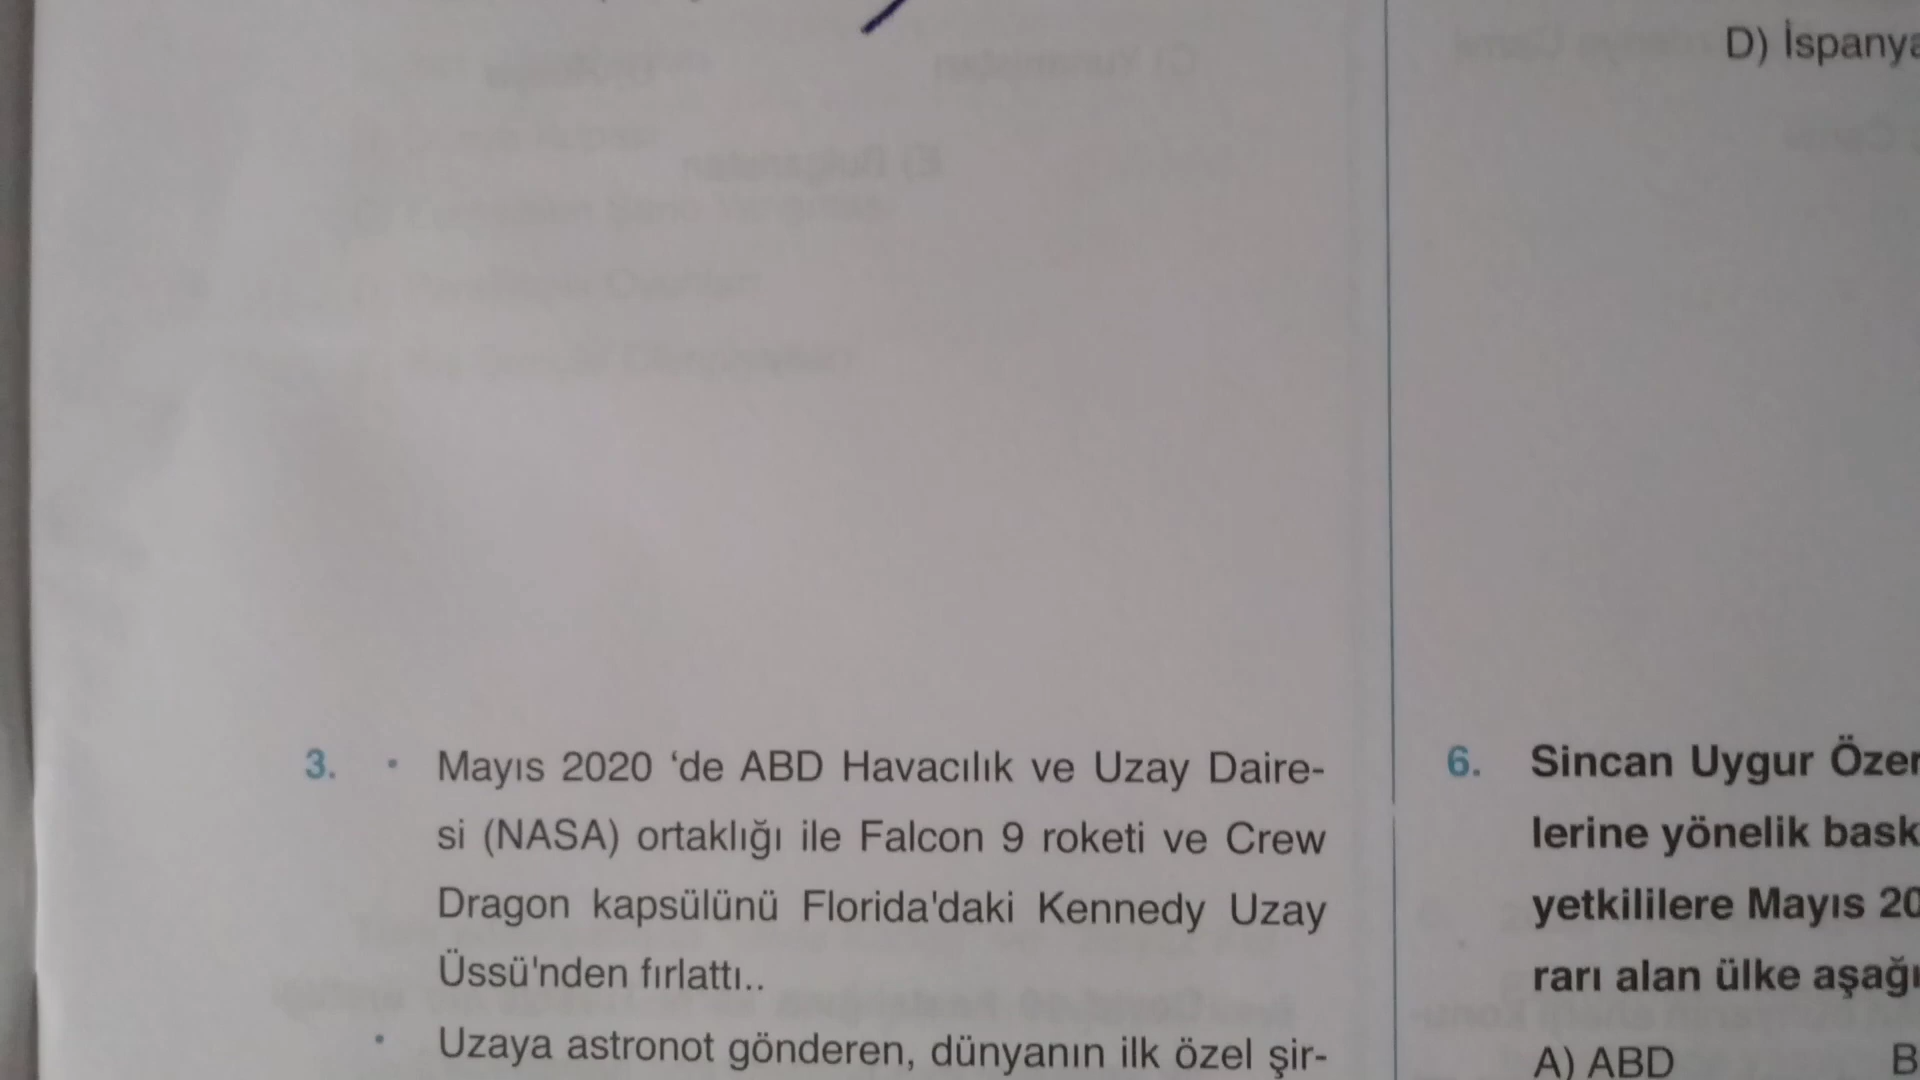 D) İspanya
3. • Mayıs 2020 ‘de ABD Havacılık ve Uzay Daire-
si (NASA) ortaklığı ile Falcon 9 roketi ve Crew
Dragon kapsülünü Florida'daki Kennedy Uzay
Üssü'nden fırlattı..
• Uzaya astronot gönderen, dünyanın ilk özel şir-
6. Sincan Uygur Özer
lerine yönelik bask
yetkililere Mayıs 20
rarı alan ülke aşağı
A) ABD B